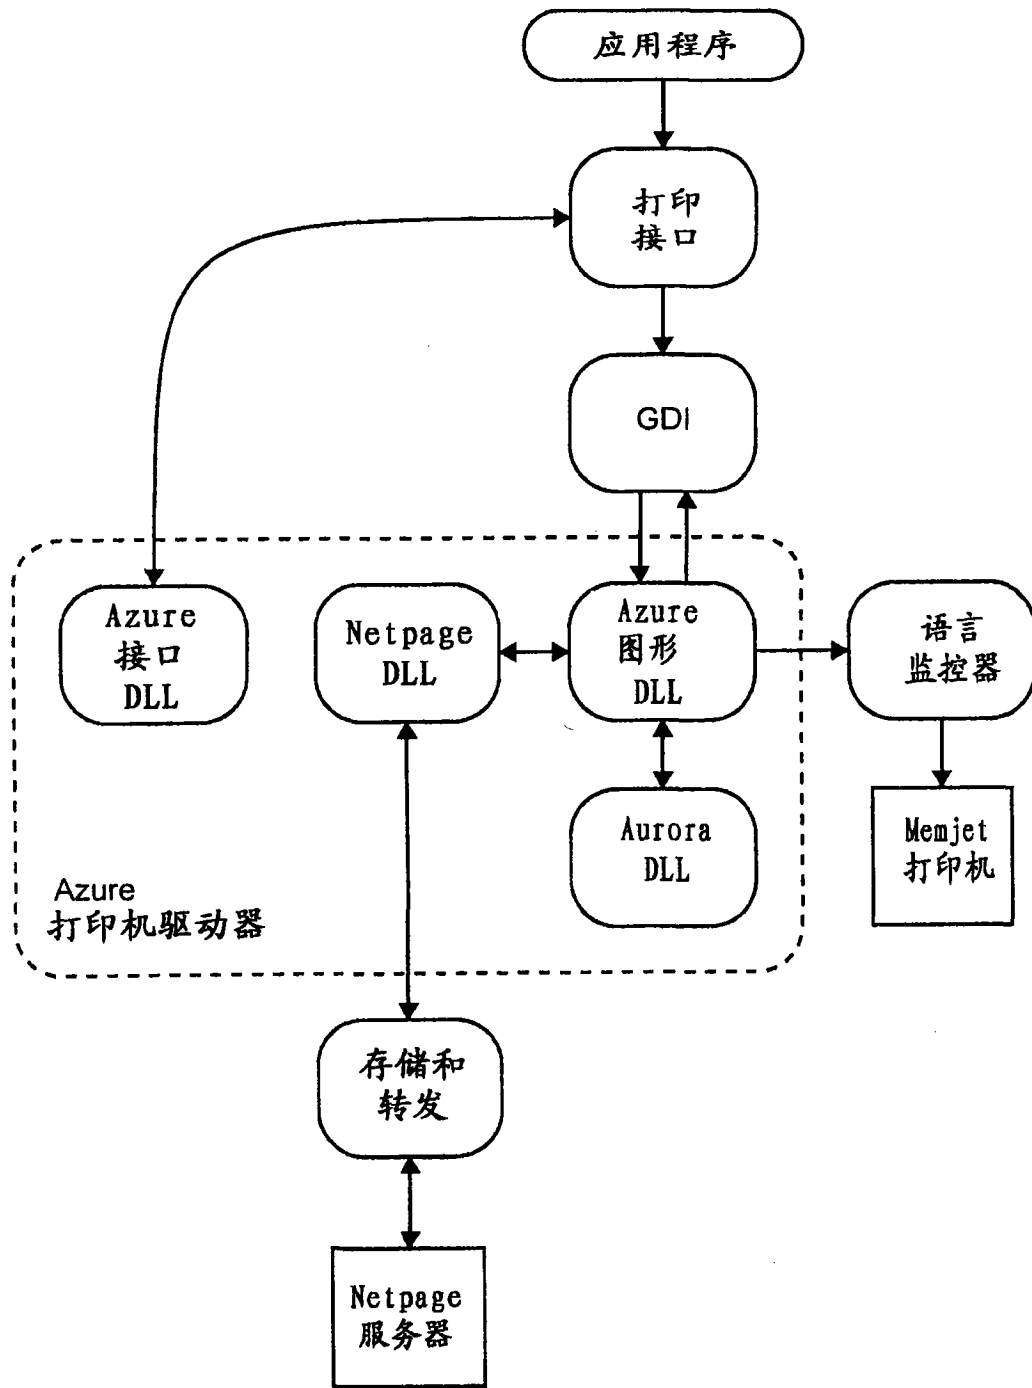 应用程序
打印
接口
GDI
Azure
接口
DLL
Netpage
DLL
Azure
图形
DLL
语言
监控器
Aurora
DLL
Memjet
打印机
Azure
打印机驱动器
存储和
转发
Netpage
服务器